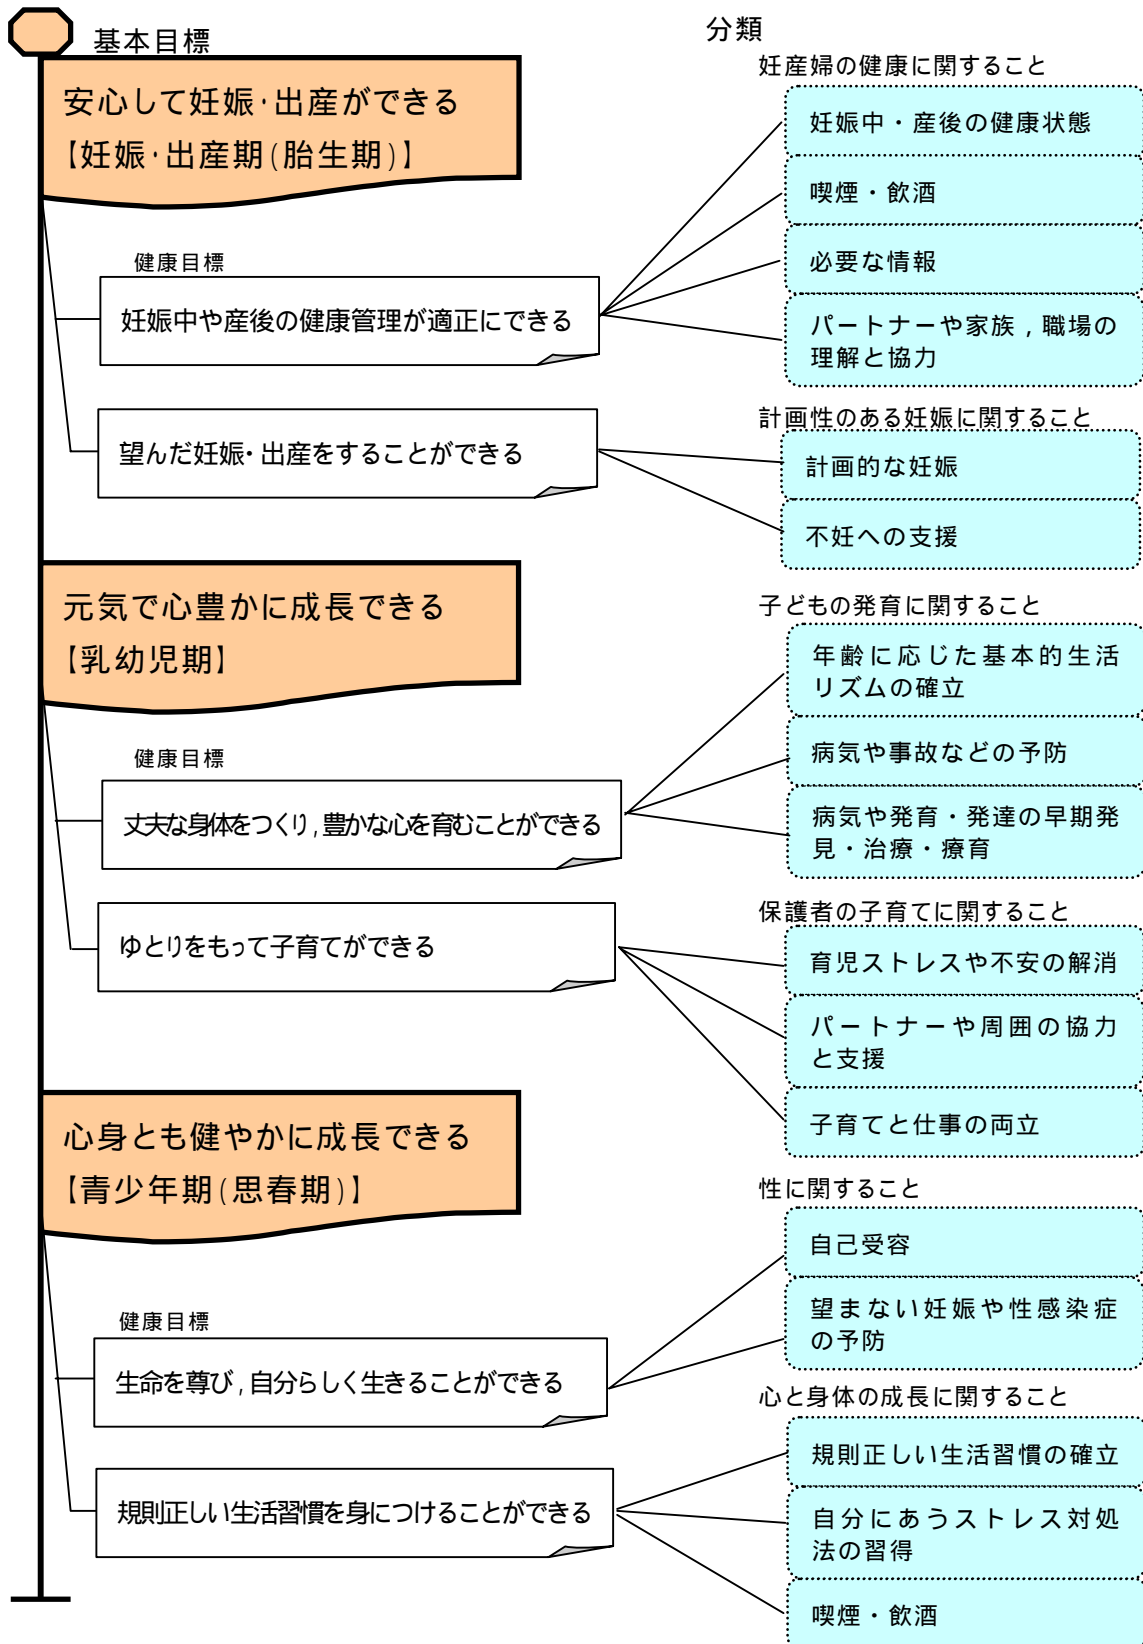 基本目標
分類
安心して妊娠・出産ができる
【妊娠・出産期(胎生期)】
妊産婦の健康に関すること
妊娠中・産後の健康状態
喫煙・飲酒
必要な情報
パートナーや家族，職場の
理解と協力
健康目標
妊娠中や産後の健康管理が適正にできる
計画性のある妊娠に関すること
計画的な妊娠
不妊への支援
望んだ妊娠・出産をすることができる
元気で心豊かに成長できる
【乳幼児期】
子どもの発育に関すること
年齢に応じた基本的生活
リズムの確立
病気や事故などの予防
病気や発育・発達の早期発
見・治療・療育
健康目標
丈夫な身体をつくり，豊かな心を育むことができる
保護者の子育てに関すること
育児ストレスや不安の解消
パートナーや周囲の協力
と支援
子育てと仕事の両立
ゆとりをもって子育てができる
心身とも健やかに成長できる
【青少年期(思春期)】
性に関すること
自己受容
望まない妊娠や性感染症
の予防
健康目標
生命を尊び，自分らしく生きることができる
心と身体の成長に関すること
規則正しい生活習慣の確立
自分にあうストレス対処
法の習得
喫煙・飲酒
規則正しい生活習慣を身につけることができる